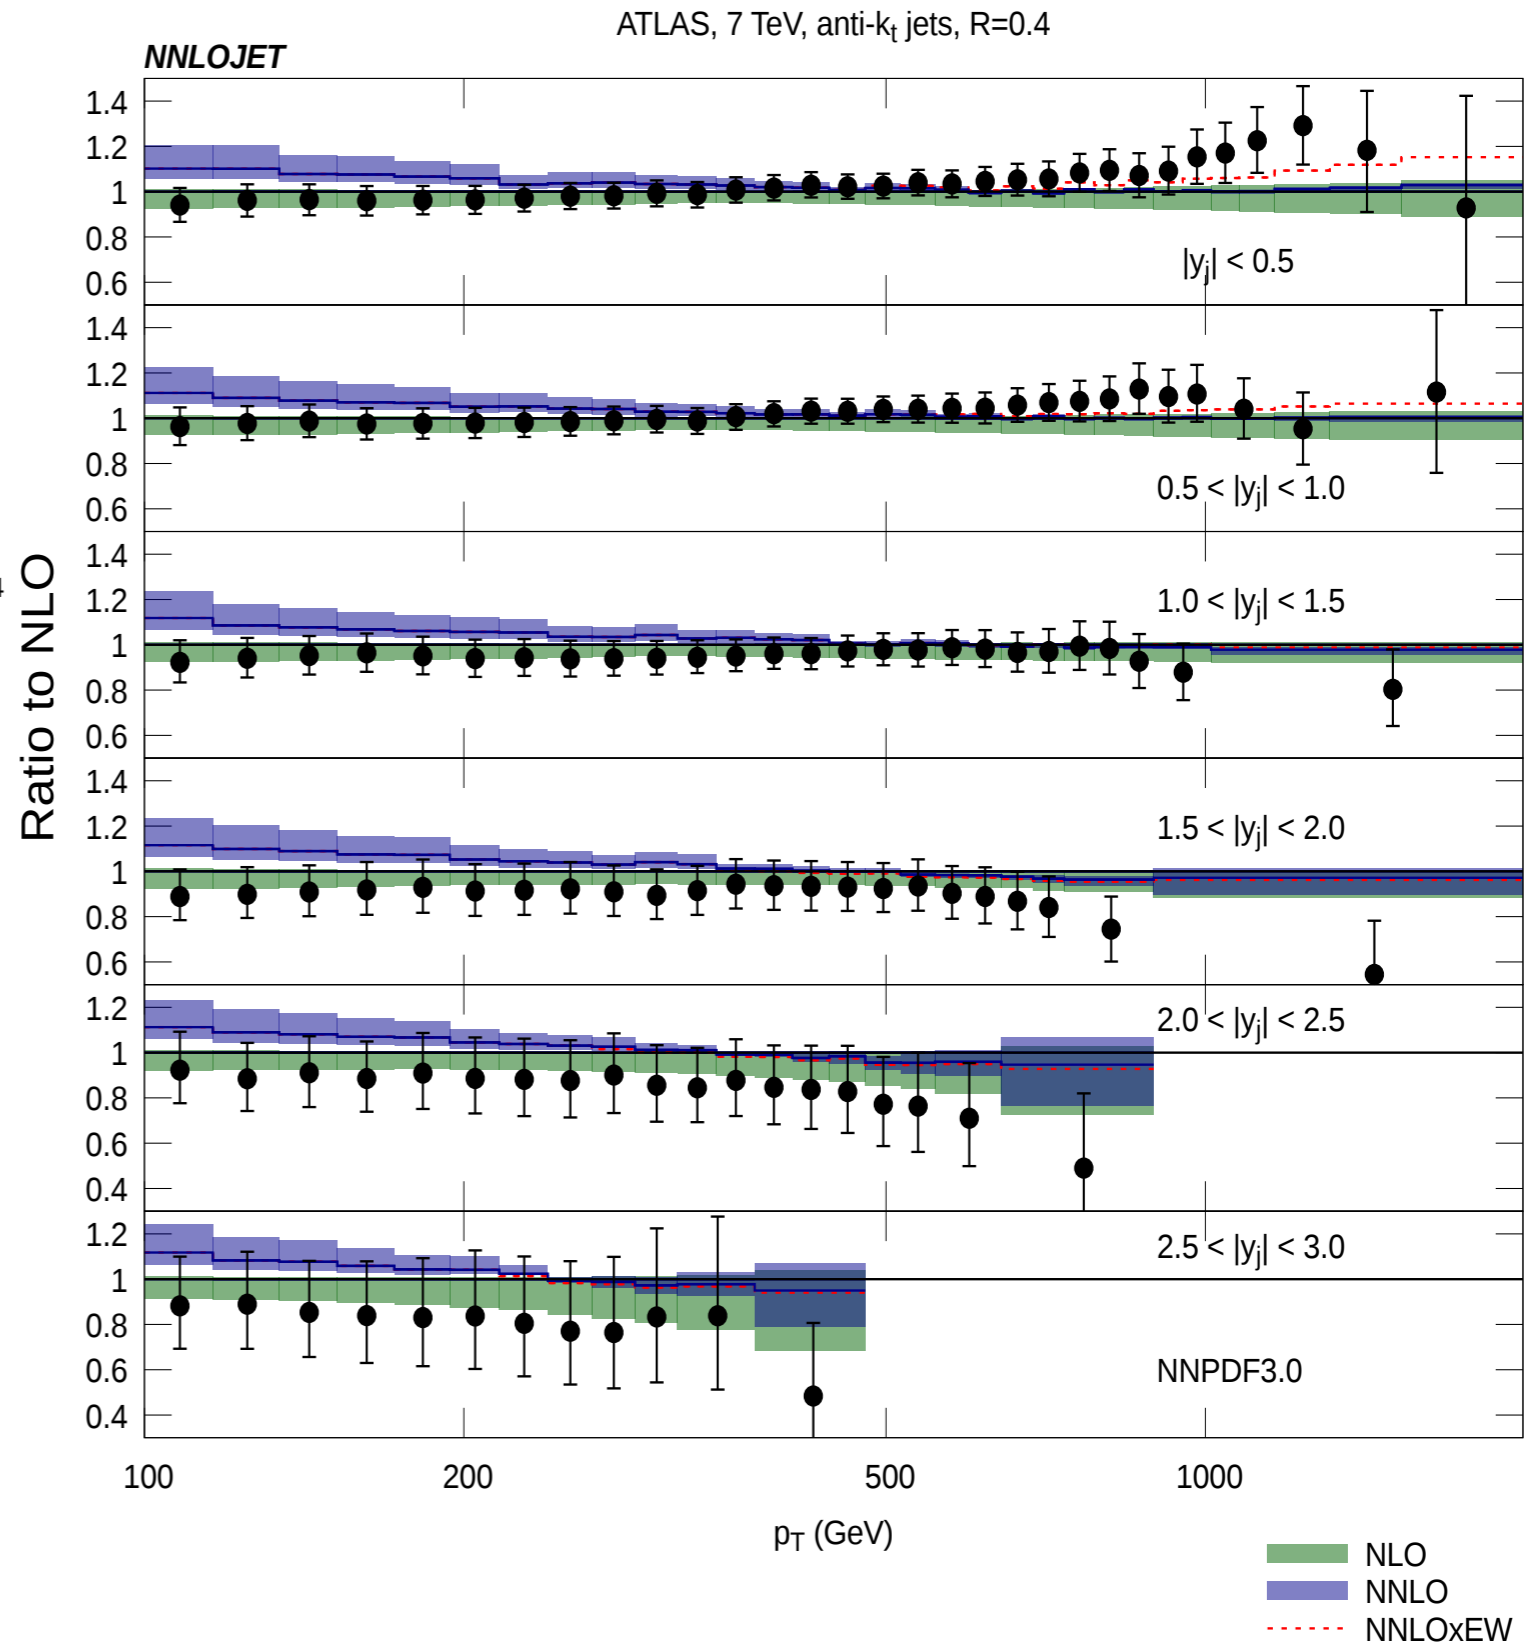 ATLAS, 7 TeV, anti-kt jets, R=0.4
NNLOJET
Ratio to NLO
4
1.4
1.2
1
0.8
0.6
|yj| < 0.5
1.4
1.2
1
0.8
0.6
0.5 < |yj| < 1.0
1.4
1.2
1
0.8
0.6
1.0 < |yj| < 1.5
1.4
1.2
1
0.8
0.6
1.5 < |yj| < 2.0
1.2
1
0.8
0.6
0.4
2.0 < |yj| < 2.5
1.2
1
0.8
0.6
0.4
2.5 < |yj| < 3.0
NNPDF3.0
100 200 500 1000
pT (GeV)
NLO
NNLO
NNLOxEW